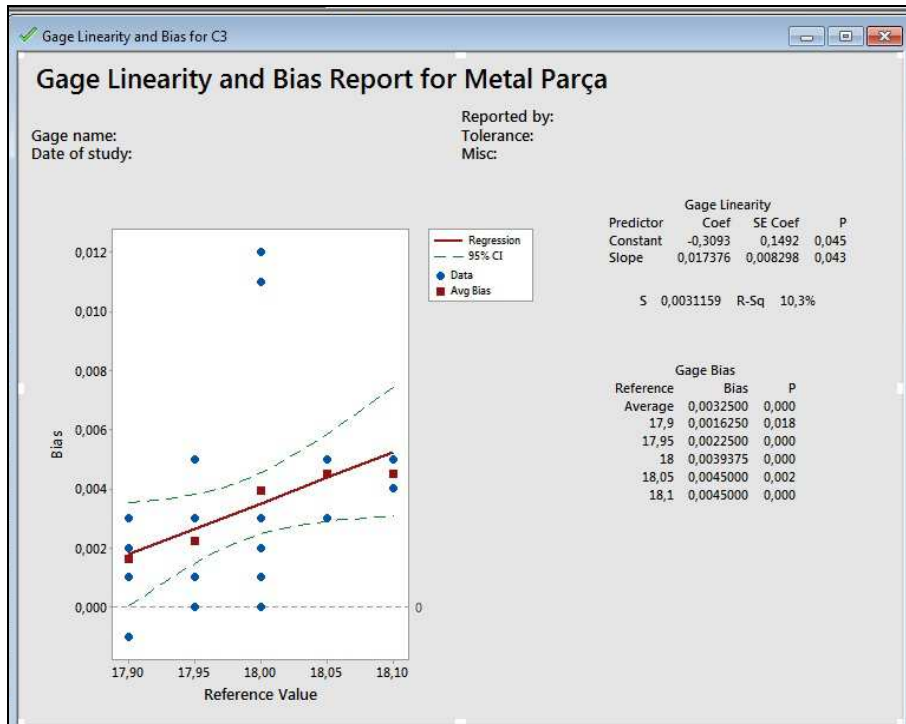 Gage Linearity and Bias for C3
Gage Linearity and Bias Report for Metal Parça
Reported by:
Gage name:
Tolerance:
Date of study:
Misc:
0,012
0,010
0,008
0,006
0,004
0,002
0,000
0
Bias
17,90 17,95 18,00 18,05 18,10
Reference Value
Regression
95% CI
Data
Avg Bias
Gage Linearity
Predictor Coef SE Coef P
Constant -0,3093 0,1492 0,045
Slope 0,017376 0,008298 0,043
S 0,0031159 R-Sq 10,3%
Gage Bias
Reference Bias P
Average 0,0032500 0,000
17,9 0,0016250 0,018
17,95 0,0022500 0,000
18 0,0039375 0,000
18,05 0,0045000 0,002
18,1 0,0045000 0,000